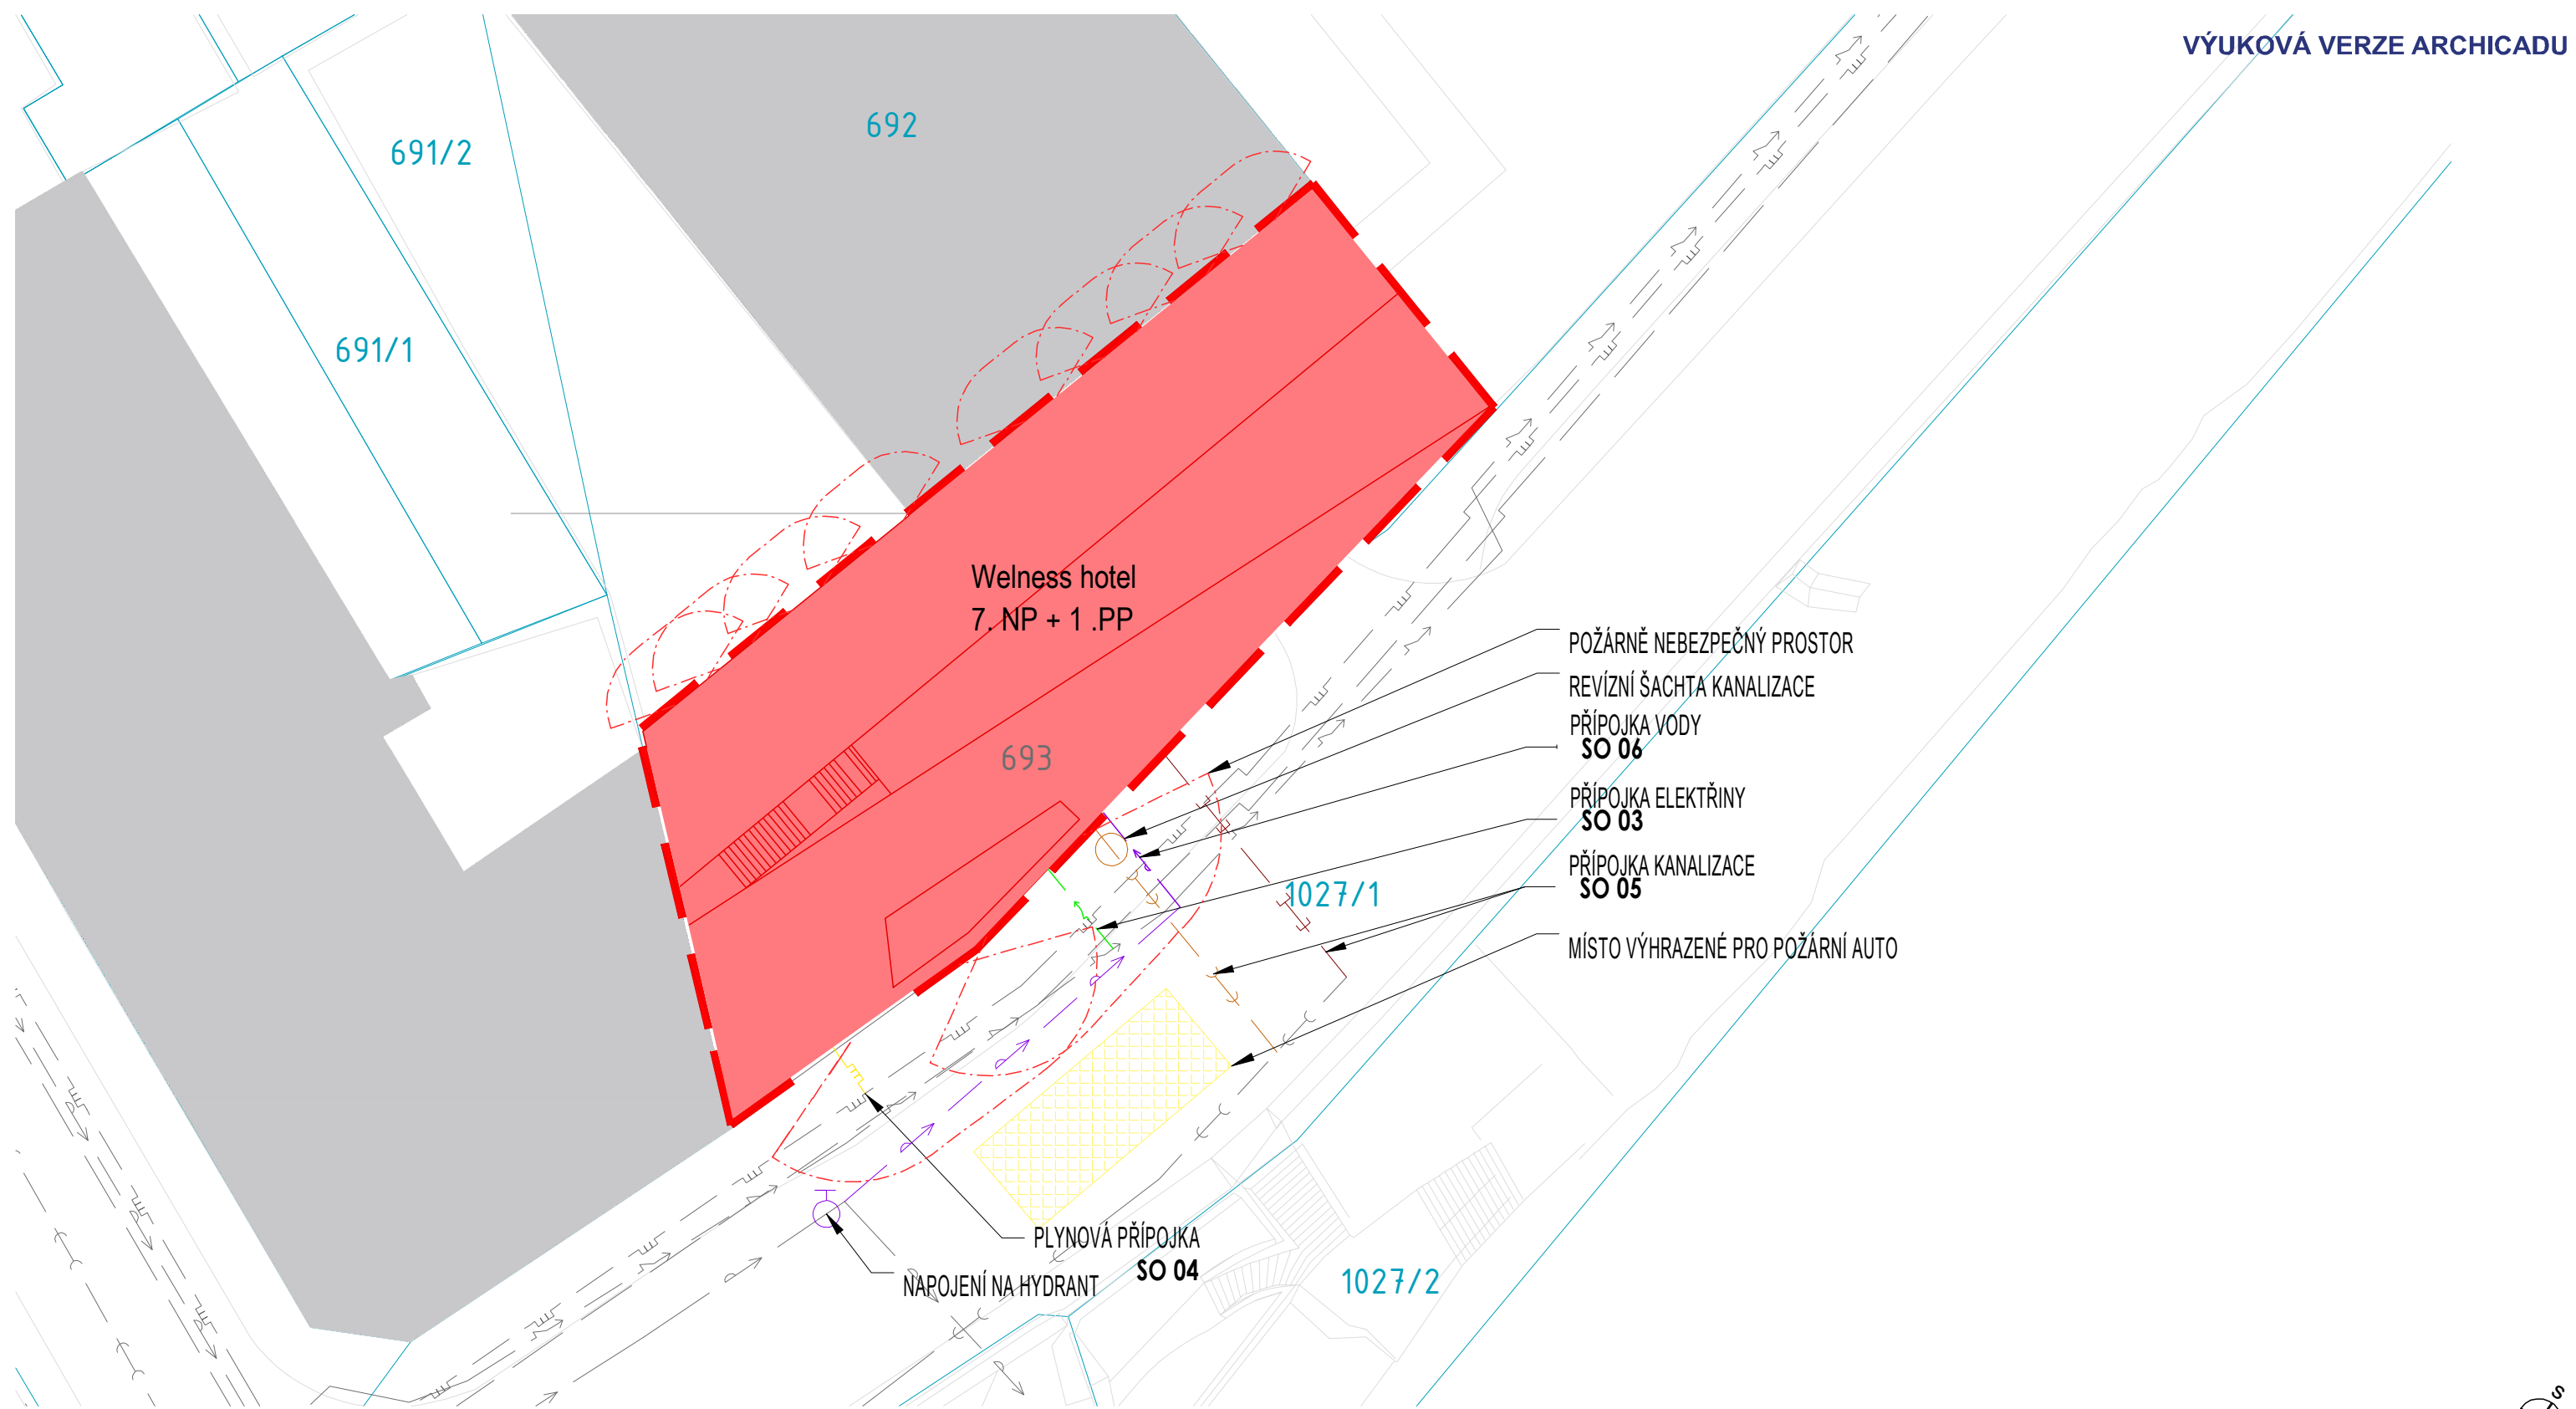 VÝUKOVÁ VERZE ARCHICADU
692
691/2
691/1
Welness hotel
7. NP + 1 .PP
693
POŽÁRNĚ NEBEZPEČNÝ PROSTOR
REVÍZNÍ ŠACHTA KANALIZACE
PŘÍPOJKA VODY
SO 06
PŘÍPOJKA ELEKTŘINY
SO 03
PŘÍPOJKA KANALIZACE
SO 05
1027/1
MÍSTO VÝHRAZENÉ PRO POŽÁRNÍ AUTO
PLYNOVÁ PŘÍPOJKA
SO 04
NAPOJENÍ NA HYDRANT
1027/2
S